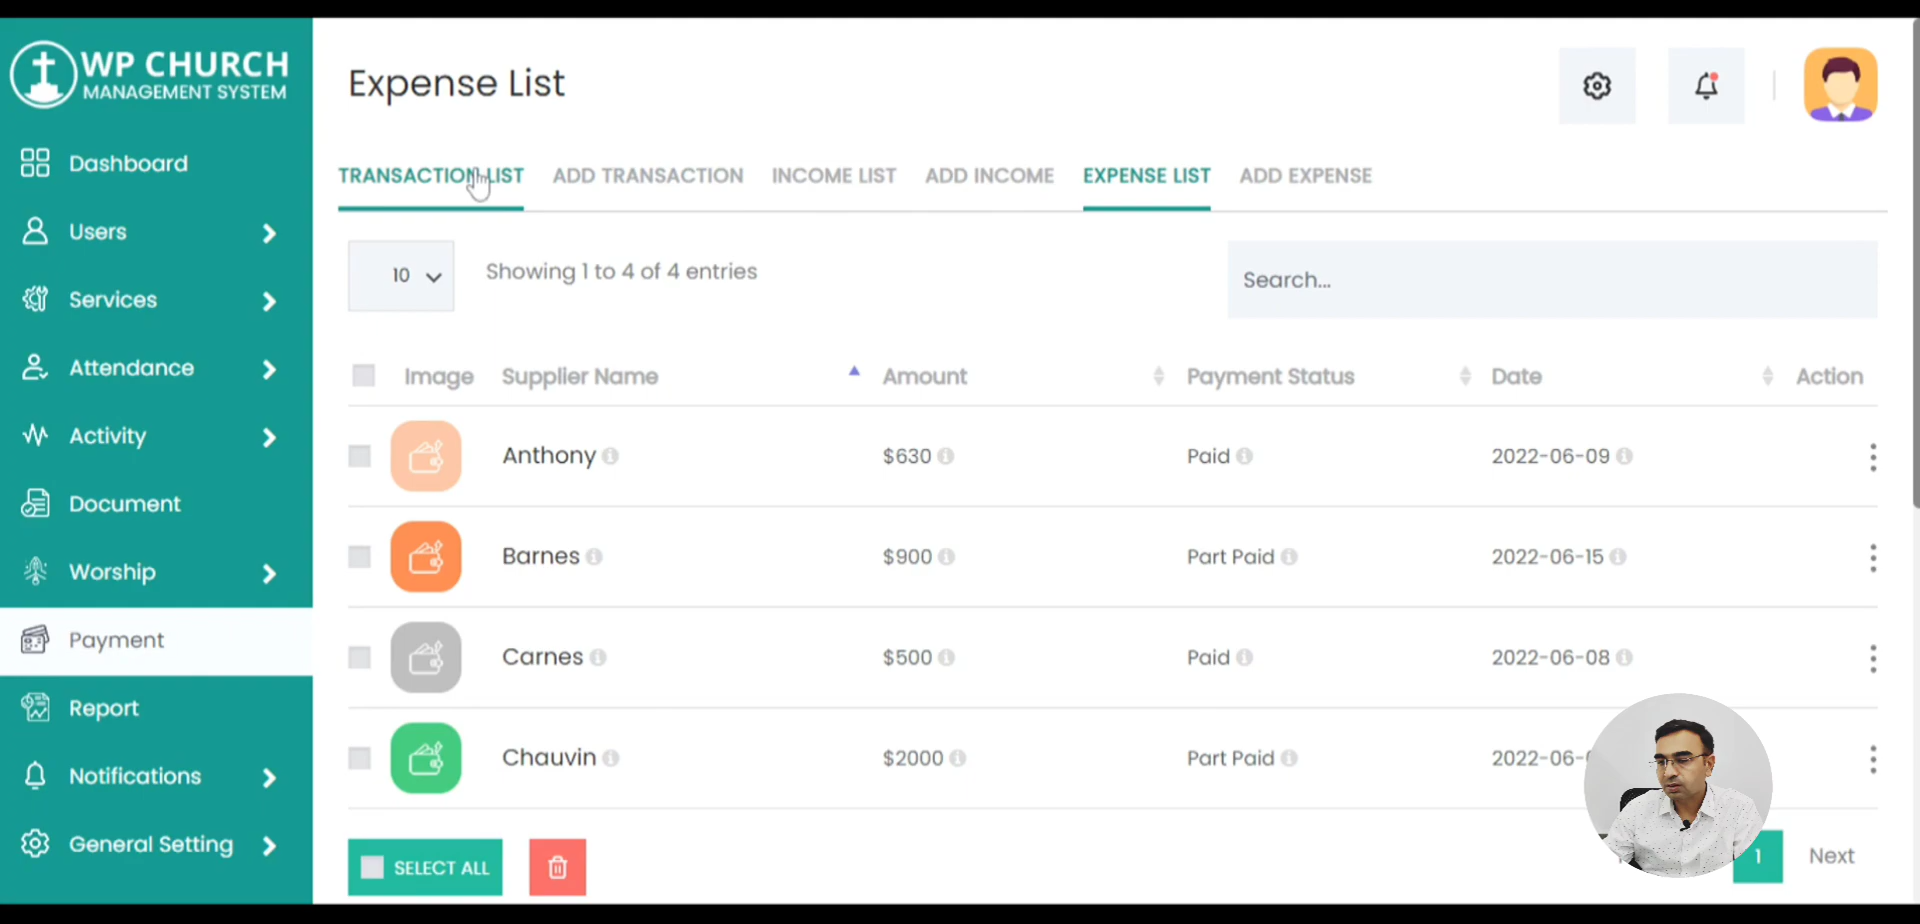 WP CHURCH
MANAGEMENT SYSTEM
Dashboard
Users
Services
Attendance
Activity
Document
Worship
Payment
Report
Notifications
General Setting
Expense List
TRANSACTION LIST ADD TRANSACTION INCOME LIST ADD INCOME EXPENSE LIST ADD EXPENSE
10 Showing 1 to 4 of 4 entries Search...
Image Supplier Name Amount Payment Status Date Action
Anthony $630 Paid 2022-06-09
Barnes $900 Part Paid 2022-06-15
Carnes $500 Paid 2022-06-08
Chauvin $2000 Part Paid 2022-06-
SELECT ALL 1 Next